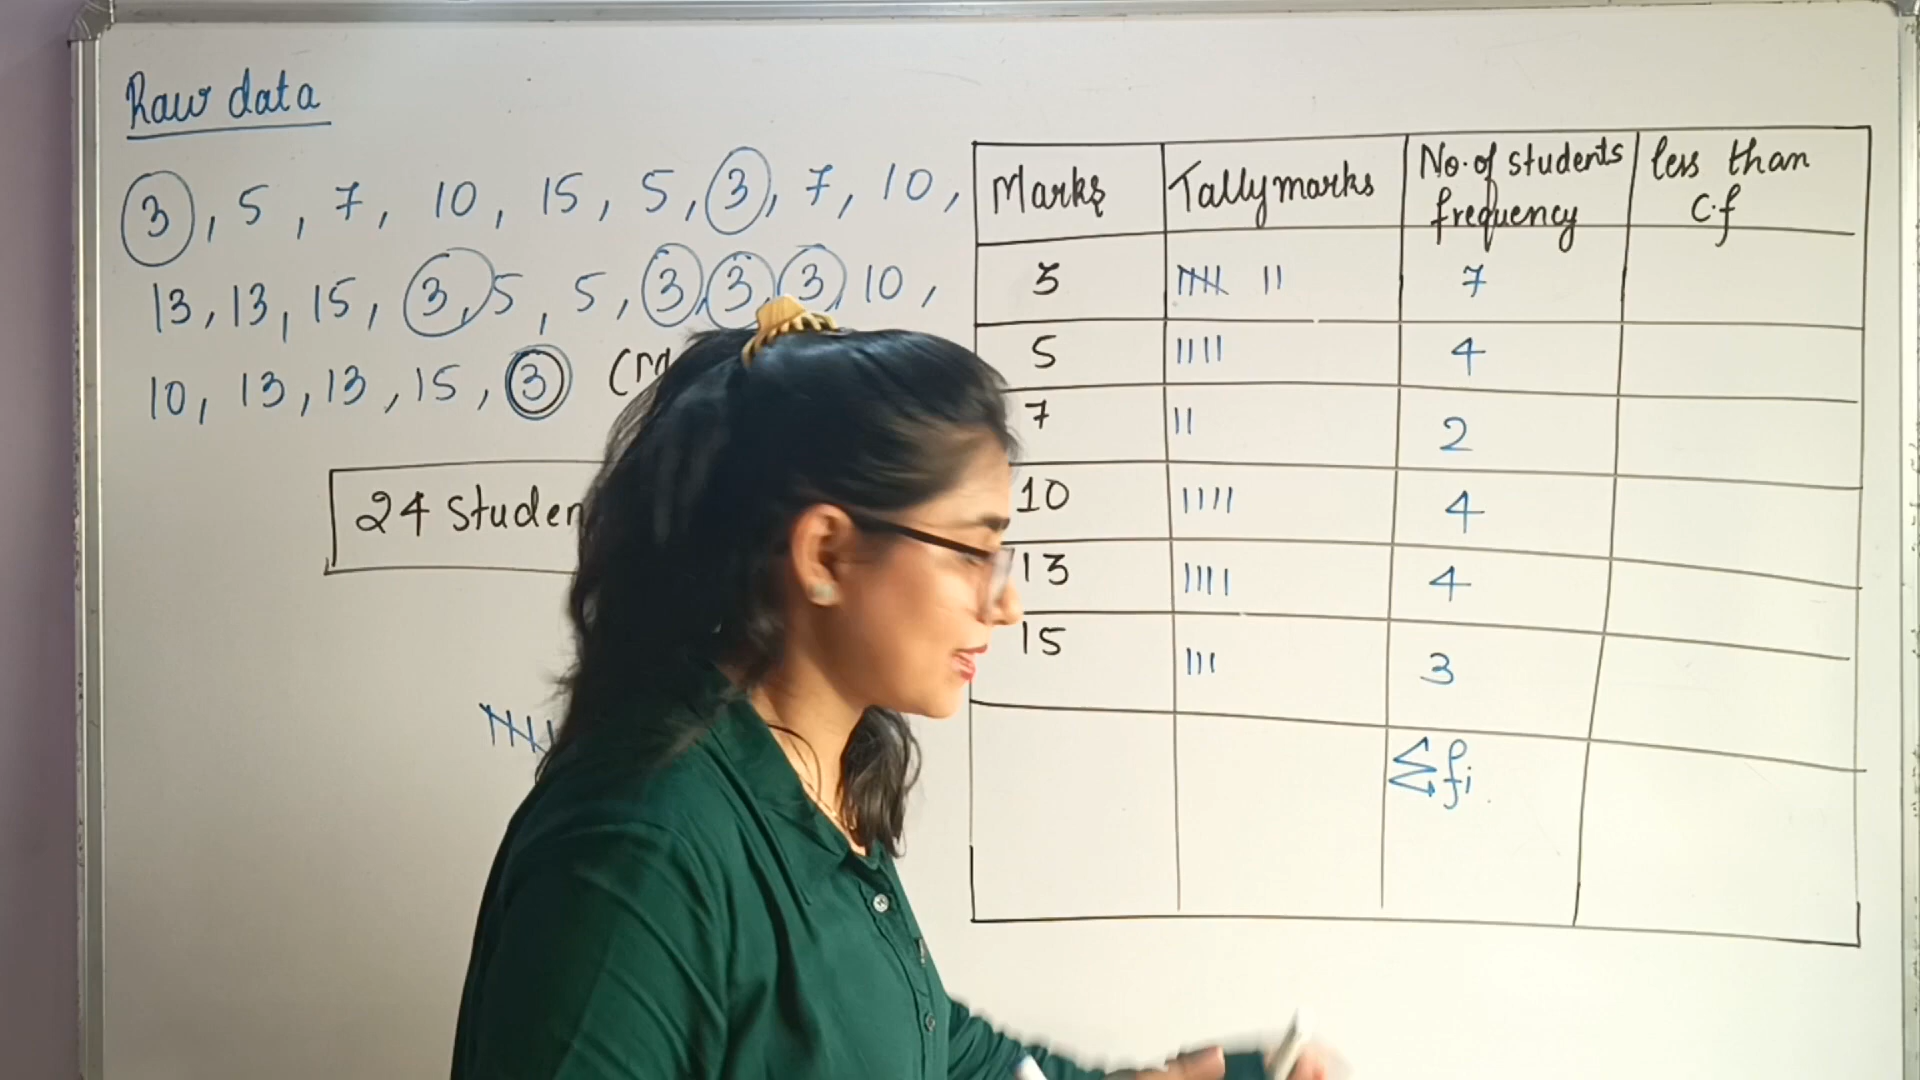 Raw data
3, 5, 7, 10, 15, 5, 3, 7, 10,
13, 13, 15, 3, 5, 5, 3, 3, 3, 10,
10, 13, 13, 15, 3
24 Studen
Marks Tally marks No. of students frequency less than c.f
3 𝍸 || 7
5 |||| 4
7 || 2
10 |||| 4
13 |||| 4
15 ||| 3
Σfi